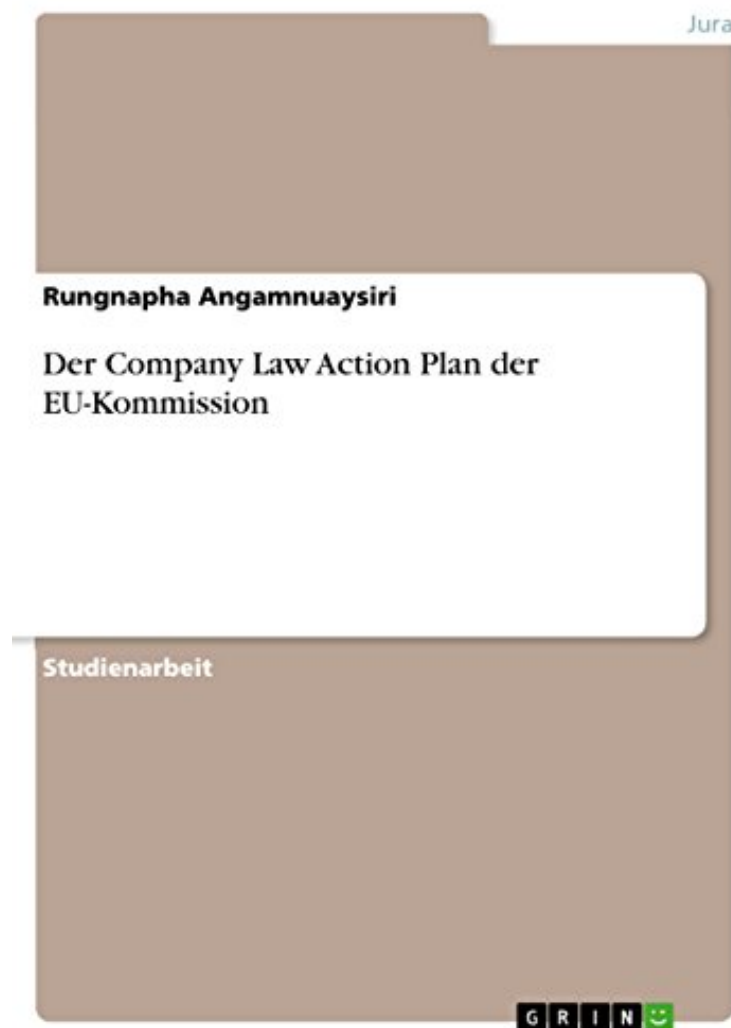 Jura
Rungnapha Angamnuaysiri
Der Company Law Action Plan der
EU-Kommission
Studienarbeit
GRIN